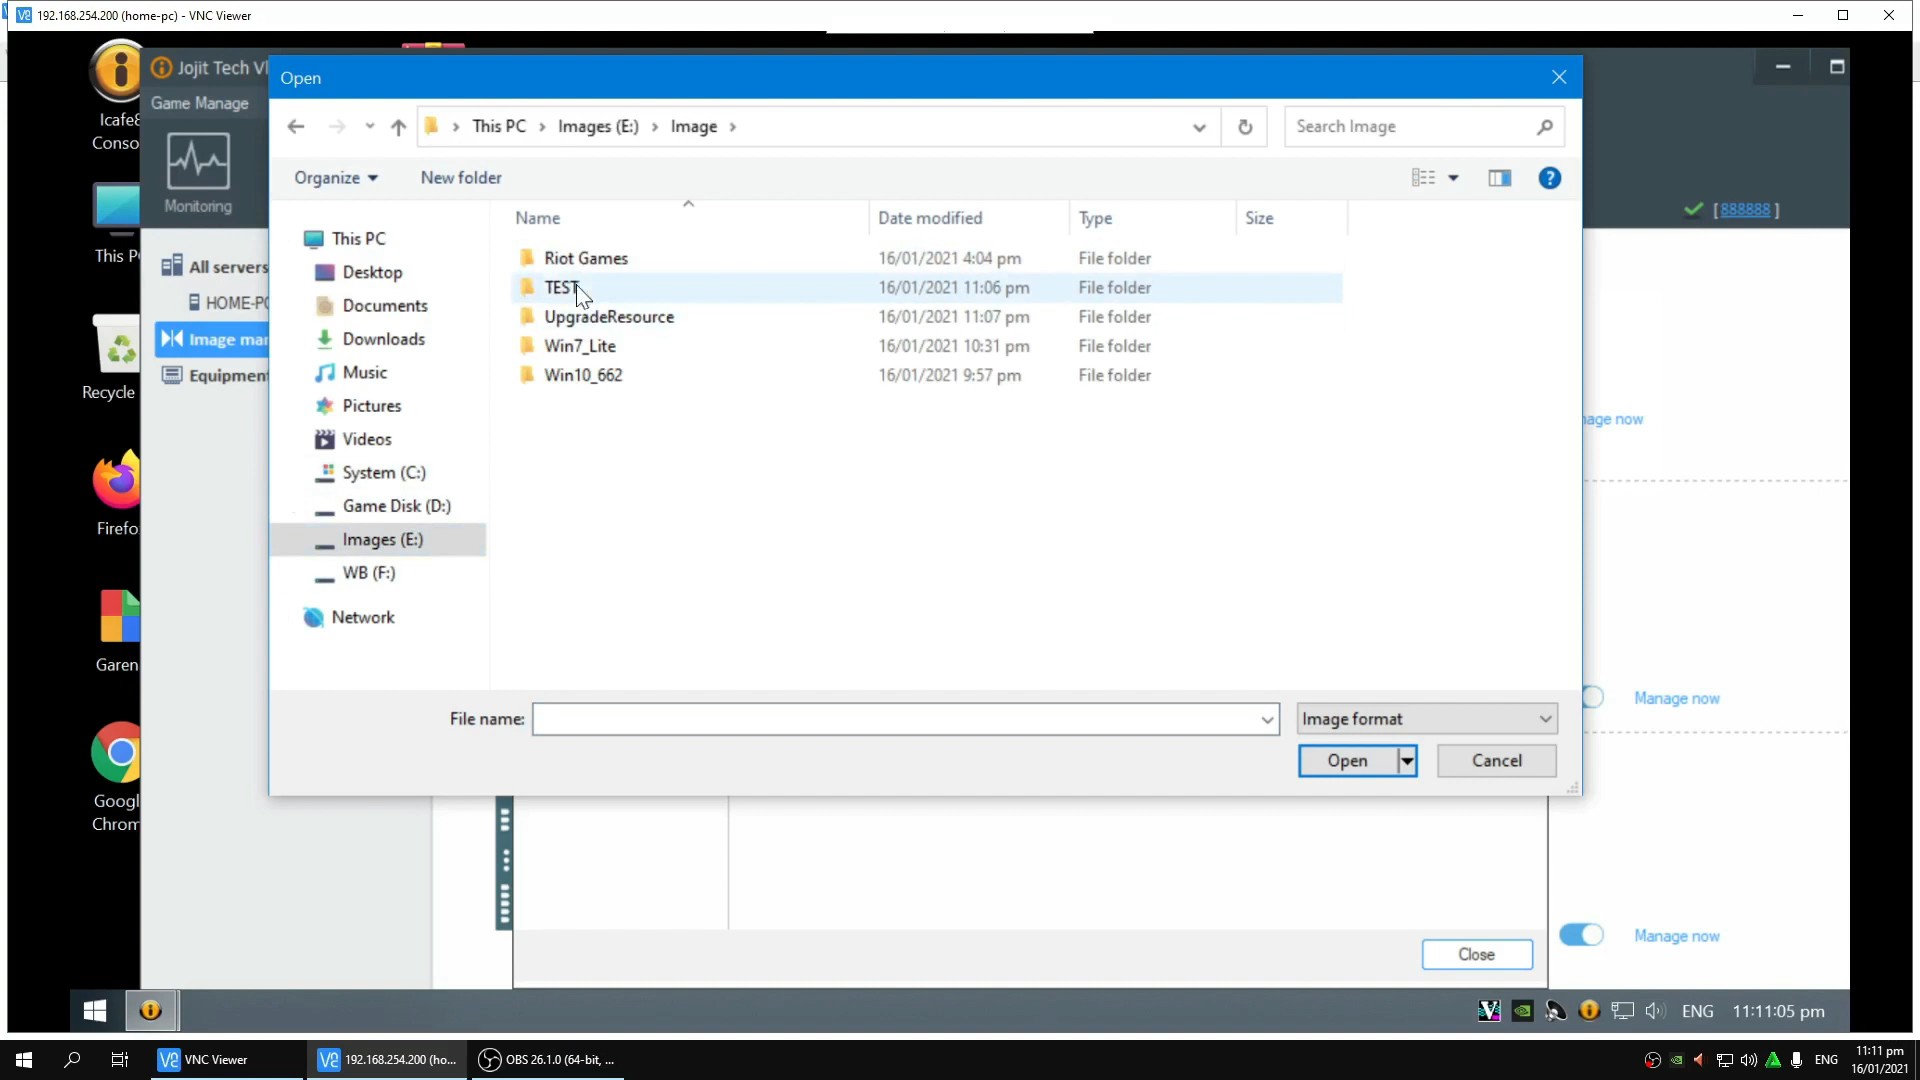 192.168.254.200 (home-pc) - VNC Viewer
Icafe8
Conso
This P
Recycle
Firefo
Garen
Googl
Chrom
Jojit Tech VI
Game Manage
Monitoring
[ 888888 ]
All servers
HOME-PC
Image mar
Equipment
Open
This PC
Images (E:)
Image
Search Image
Organize
New folder
Name
Date modified
Type
Size
This PC
Desktop
Documents
Downloads
Music
Pictures
Videos
System (C:)
Game Disk (D:)
Images (E:)
WB (F:)
Network
Riot Games 16/01/2021 4:04 pm File folder
TEST 16/01/2021 11:06 pm File folder
UpgradeResource 16/01/2021 11:07 pm File folder
Win7_Lite 16/01/2021 10:31 pm File folder
Win10_662 16/01/2021 9:57 pm File folder
File name:
Image format
Open
Cancel
nage now
Manage now
Manage now
Close
ENG
11:11:05 pm
VNC Viewer
192.168.254.200 (ho...
OBS 26.1.0 (64-bit, ...
ENG
11:11 pm
16/01/2021